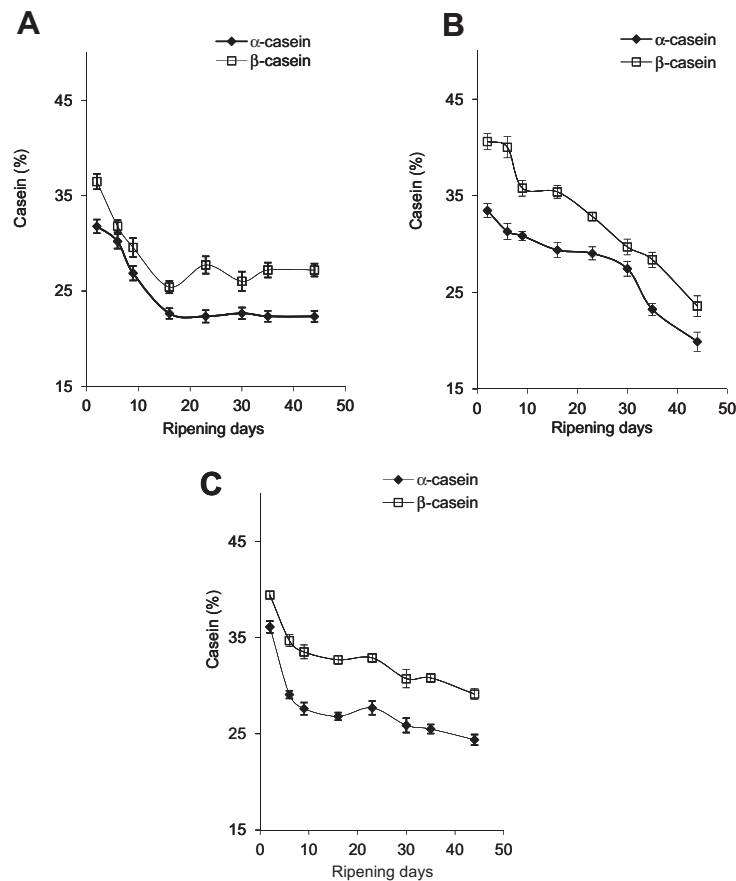 A
α-casein
β-casein
45
35
25
15
Casein (%)
0 10 20 30 40 50
Ripening days
B
α-casein
β-casein
45
35
25
15
Casein (%)
0 10 20 30 40 50
Ripening days
C
α-casein
β-casein
45
35
25
15
Casein (%)
0 10 20 30 40 50
Ripening days